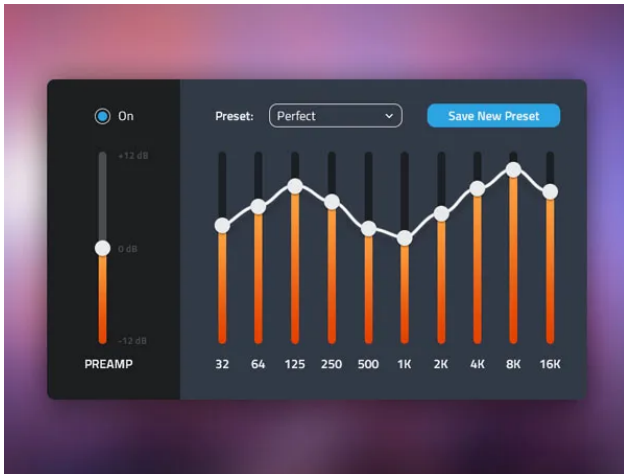 On
Preset: Perfect Save New Preset
+12 dB
0 dB
-12 dB
PREAMP 32 64 125 250 500 1K 2K 4K 8K 16K